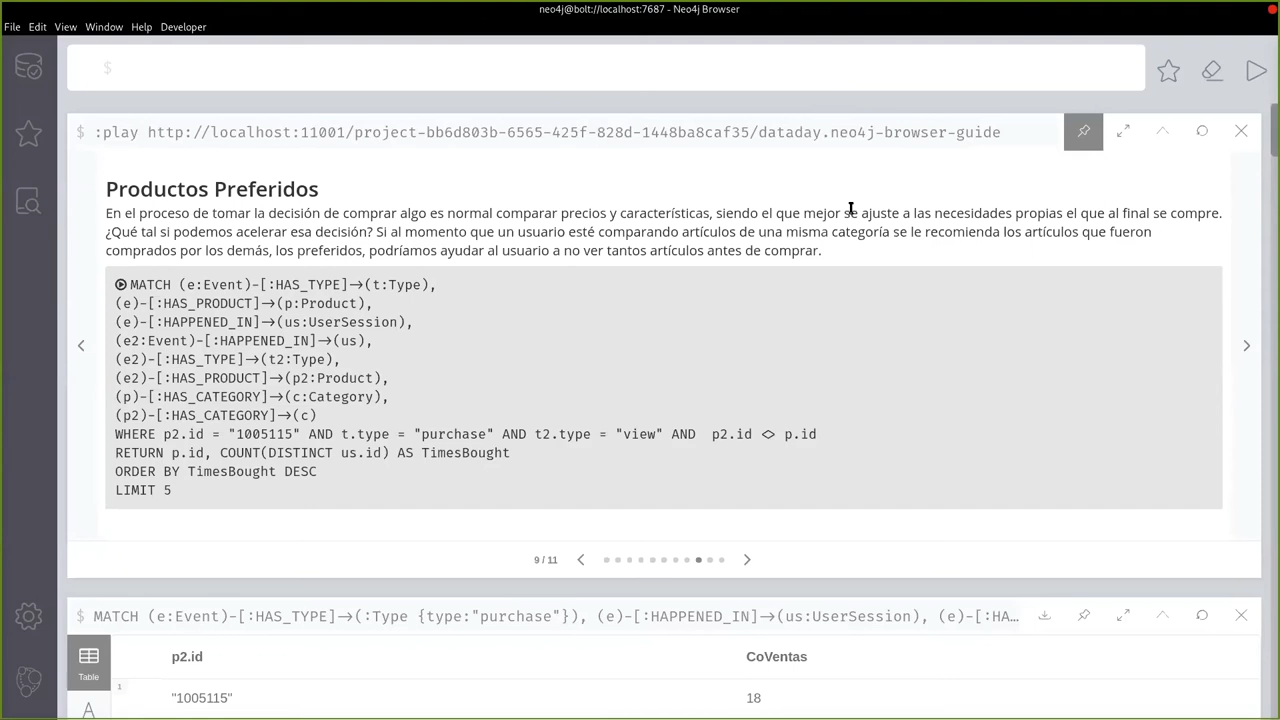 neo4j@bolt://localhost:7687 - Neo4j Browser
File Edit View Window Help Developer
$
$ :play http://localhost:11001/project-bb6d803b-6565-425f-828d-1448ba8caf35/dataday.neo4j-browser-guide
Productos Preferidos
En el proceso de tomar la decisión de comprar algo es normal comparar precios y características, siendo el que mejor se ajuste a las necesidades propias el que al final se compre.
¿Qué tal si podemos acelerar esa decisión? Si al momento que un usuario esté comparando artículos de una misma categoría se le recomienda los artículos que fueron
comprados por los demás, los preferidos, podríamos ayudar al usuario a no ver tantos artículos antes de comprar.
MATCH (e:Event)-[:HAS_TYPE]->(t:Type),
(e)-[:HAS_PRODUCT]->(p:Product),
(e)-[:HAPPENED_IN]->(us:UserSession),
(e2:Event)-[:HAPPENED_IN]->(us),
(e2)-[:HAS_TYPE]->(t2:Type),
(e2)-[:HAS_PRODUCT]->(p2:Product),
(p)-[:HAS_CATEGORY]->(c:Category),
(p2)-[:HAS_CATEGORY]->(c)
WHERE p2.id = "1005115" AND t.type = "purchase" AND t2.type = "view" AND  p2.id <> p.id
RETURN p.id, COUNT(DISTINCT us.id) AS TimesBought
ORDER BY TimesBought DESC
LIMIT 5
9 / 11
$ MATCH (e:Event)-[:HAS_TYPE]->(:Type {type:"purchase"}), (e)-[:HAPPENED_IN]->(us:UserSession), (e)-[:HA…
Table
p2.id CoVentas
1
"1005115" 18
A